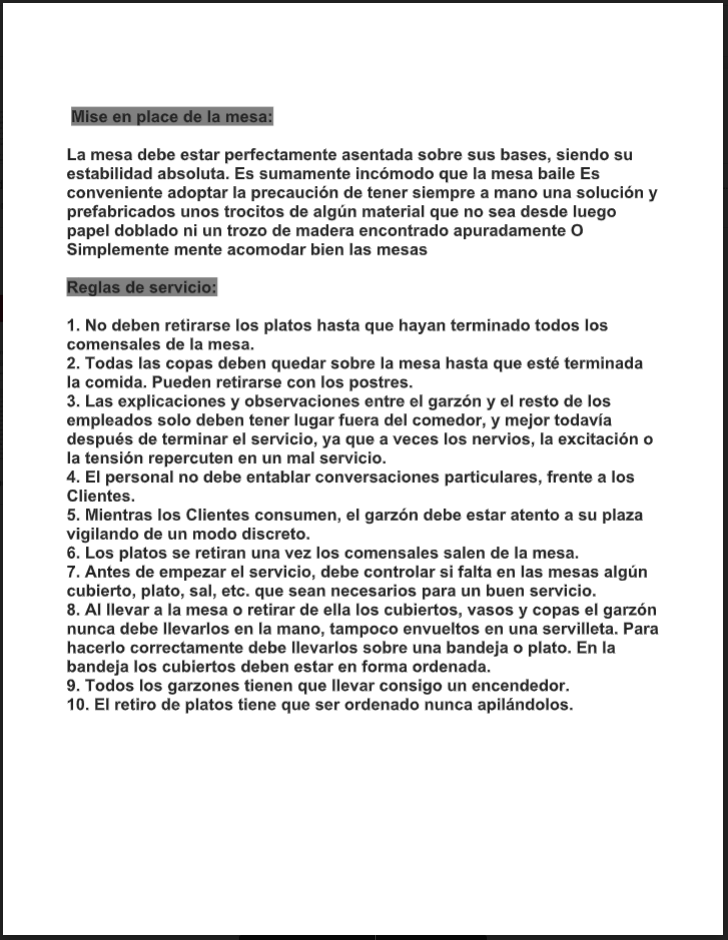 Mise en place de la mesa:
La mesa debe estar perfectamente asentada sobre sus bases, siendo su
estabilidad absoluta. Es sumamente incómodo que la mesa baile Es
conveniente adoptar la precaución de tener siempre a mano una solución y
prefabricados unos trocitos de algún material que no sea desde luego
papel doblado ni un trozo de madera encontrado apuradamente O
Simplemente mente acomodar bien las mesas
Reglas de servicio:
1. No deben retirarse los platos hasta que hayan terminado todos los
comensales de la mesa.
2. Todas las copas deben quedar sobre la mesa hasta que esté terminada
la comida. Pueden retirarse con los postres.
3. Las explicaciones y observaciones entre el garzón y el resto de los
empleados solo deben tener lugar fuera del comedor, y mejor todavía
después de terminar el servicio, ya que a veces los nervios, la excitación o
la tensión repercuten en un mal servicio.
4. El personal no debe entablar conversaciones particulares, frente a los
Clientes.
5. Mientras los Clientes consumen, el garzón debe estar atento a su plaza
vigilando de un modo discreto.
6. Los platos se retiran una vez los comensales salen de la mesa.
7. Antes de empezar el servicio, debe controlar si falta en las mesas algún
cubierto, plato, sal, etc. que sean necesarios para un buen servicio.
8. Al llevar a la mesa o retirar de ella los cubiertos, vasos y copas el garzón
nunca debe llevarlos en la mano, tampoco envueltos en una servilleta. Para
hacerlo correctamente debe llevarlos sobre una bandeja o plato. En la
bandeja los cubiertos deben estar en forma ordenada.
9. Todos los garzones tienen que llevar consigo un encendedor.
10. El retiro de platos tiene que ser ordenado nunca apilándolos.